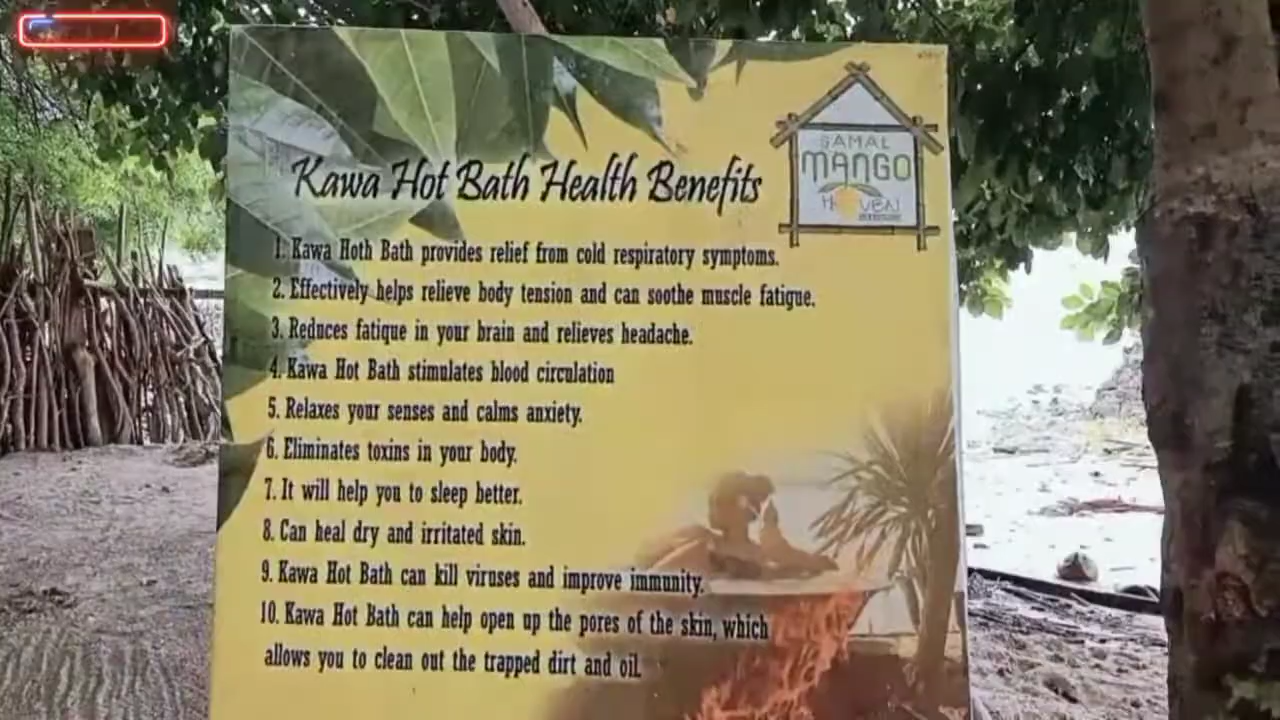 SAMAL
MANGO
Kawa Hot Bath Health Benefits
1. Kawa Hoth Bath provides relief from cold respiratory symptoms.
2. Effectively helps relieve body tension and can soothe muscle fatigue.
3. Reduces fatique in your brain and relieves headache.
4. Kawa Hot Bath stimulates blood circulation
5. Relaxes your senses and calms anxiety.
6. Eliminates toxins in your body.
7. It will help you to sleep better.
8. Can heal dry and irritated skin.
9. Kawa Hot Bath can kill viruses and improve immunity.
10. Kawa Hot Bath can help open up the pores of the skin, which
allows you to clean out the trapped dirt and oil.